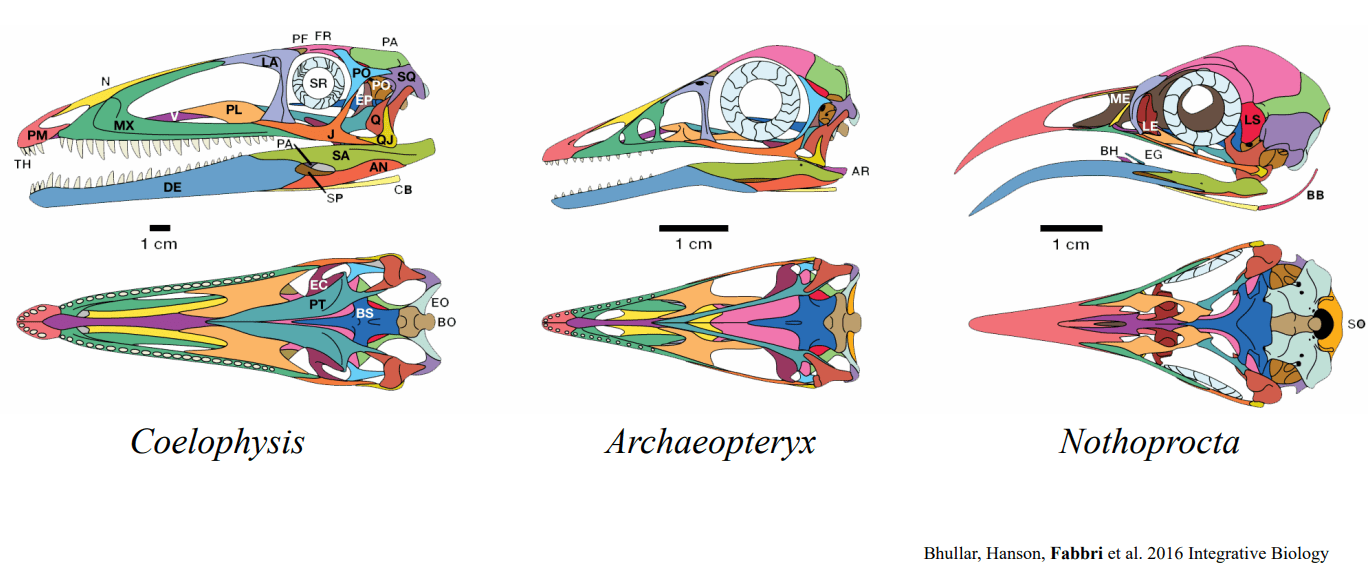 PF FR PA
N LA PO SQ
SR PO
EP
V PL Q
PM MX J QJ
TH PA SA
AN
DE SP CB
1 cm
EC
PT EO
BS BO
AR
1 cm
ME
LE LS
BH EG
BB
1 cm
SO
Coelophysis Archaeopteryx Nothoprocta
Bhullar, Hanson, Fabbri et al. 2016 Integrative Biology